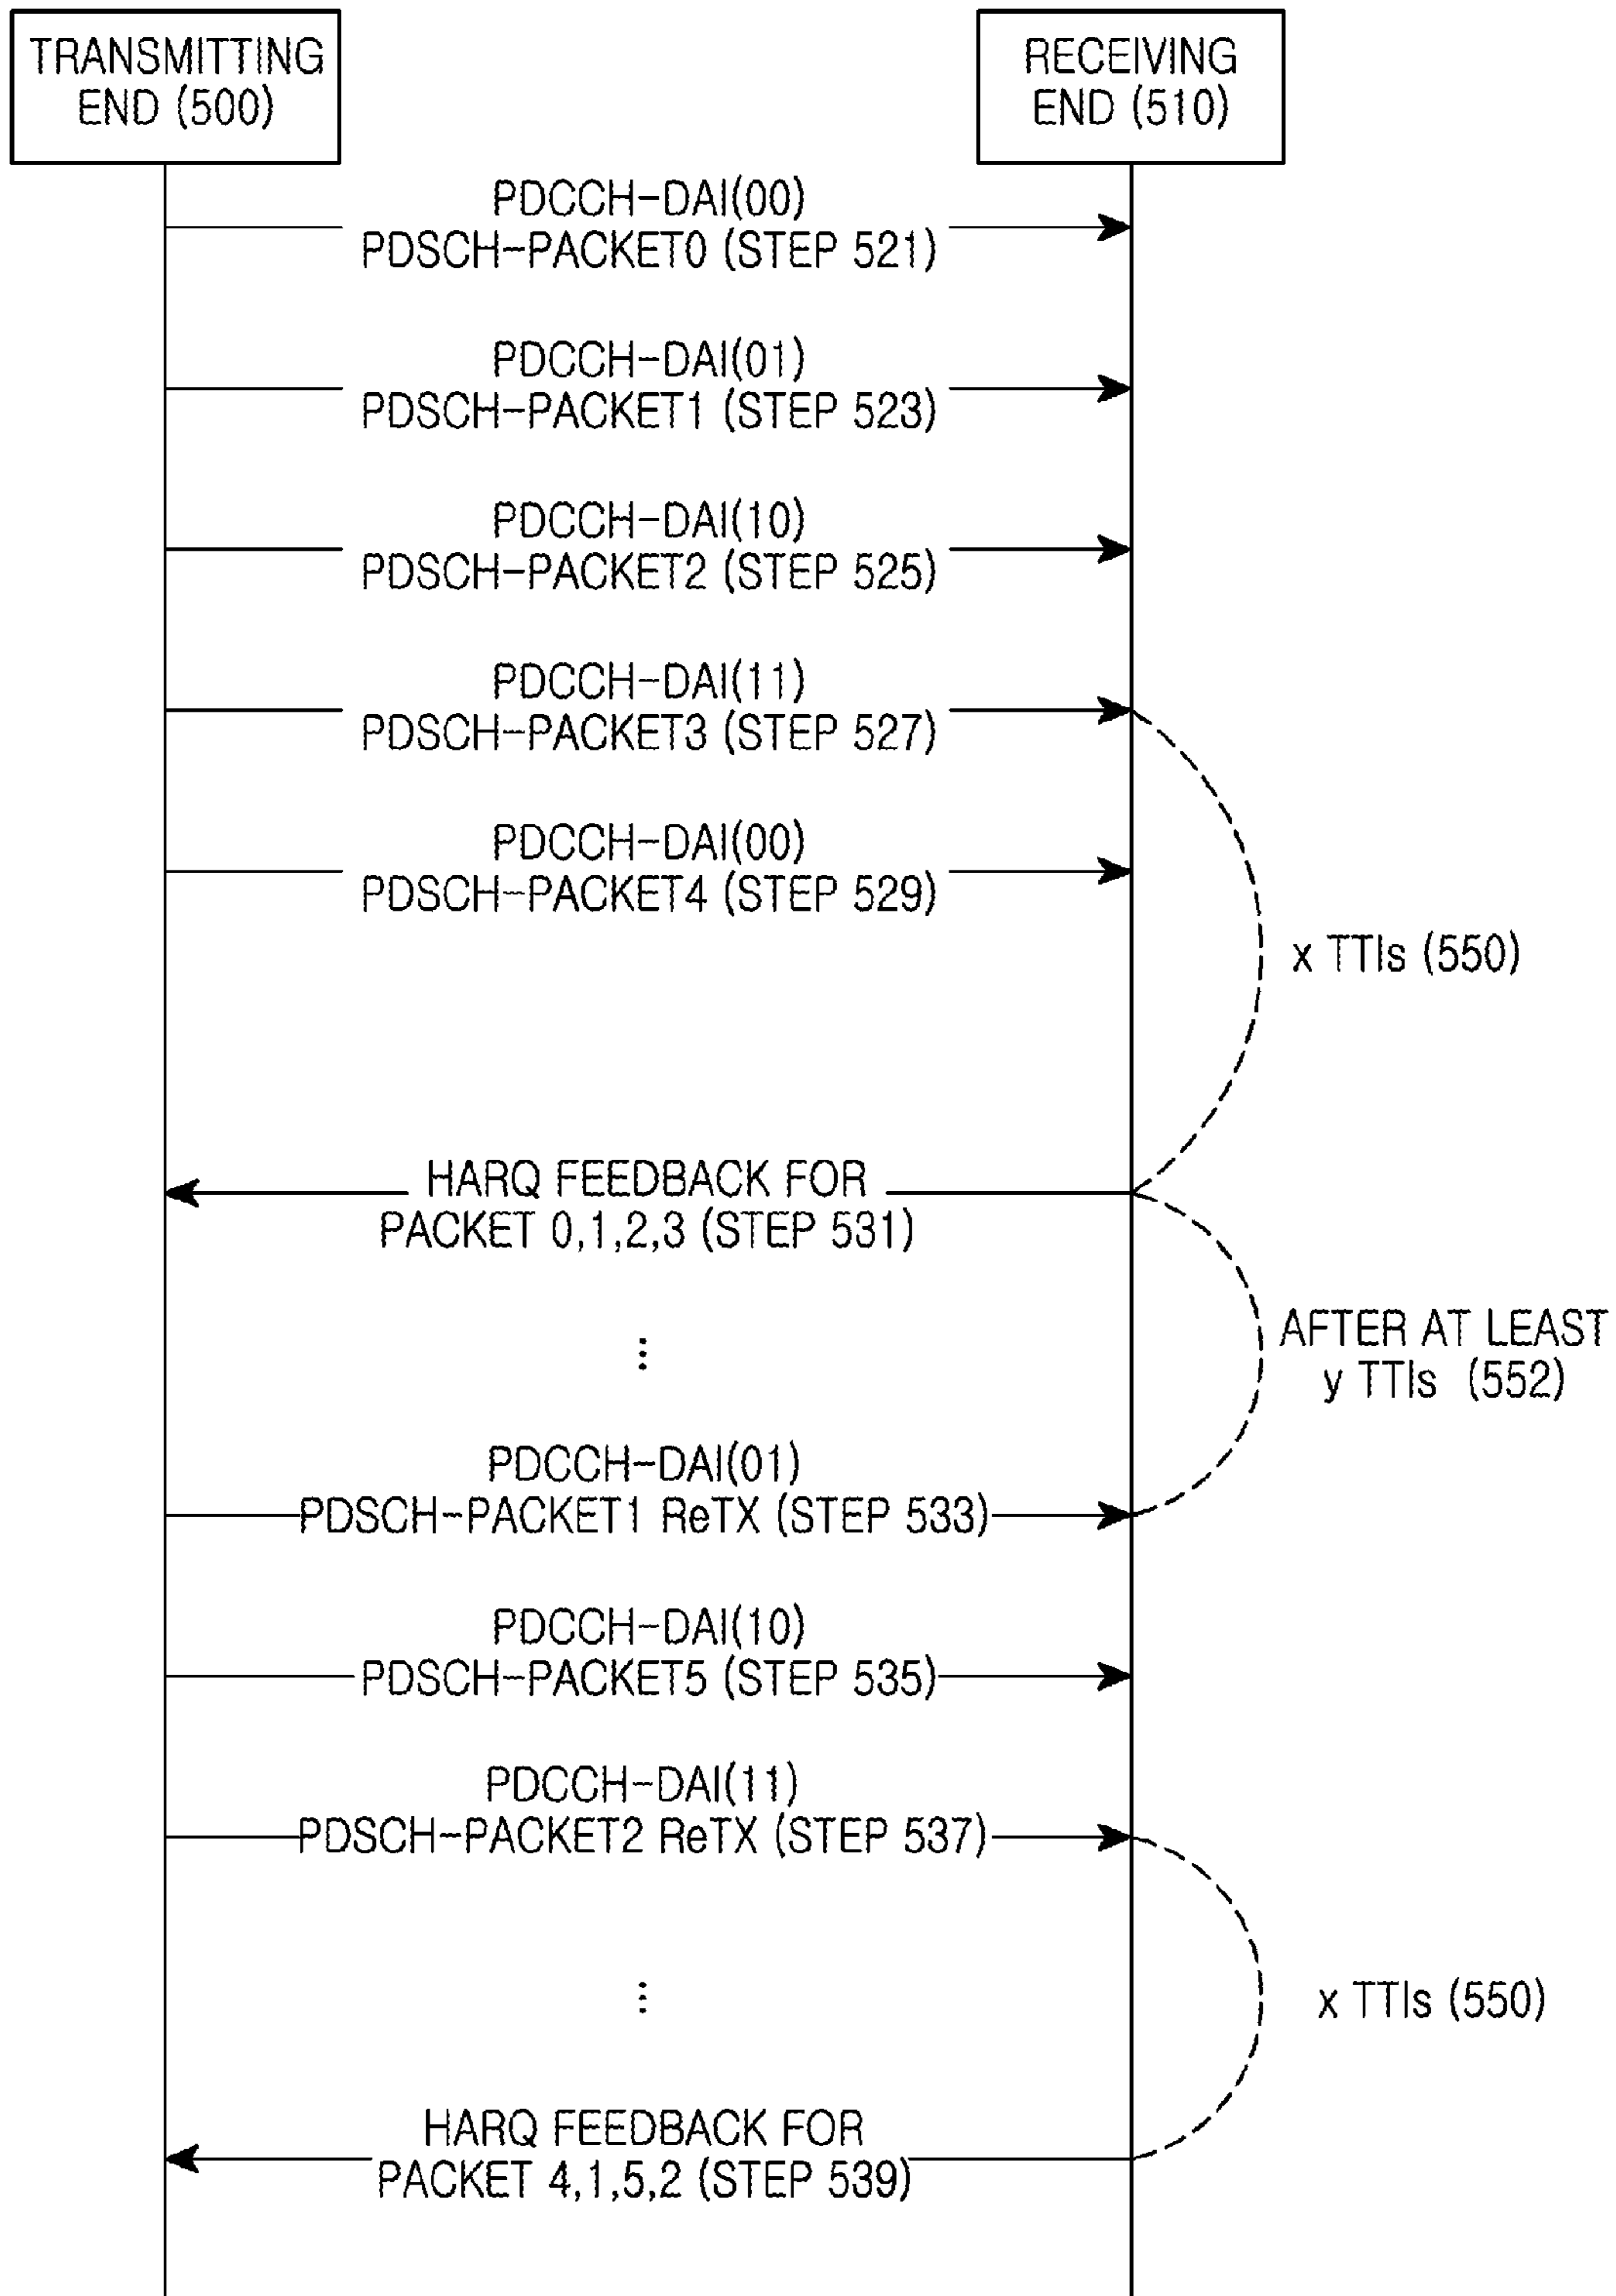 TRANSMITTING
END (500)
RECEIVING
END (510)
PDCCH-DAI(00)
PDSCH-PACKET0 (STEP 521)
PDCCH-DAI(01)
PDSCH-PACKET1 (STEP 523)
PDCCH-DAI(10)
PDSCH-PACKET2 (STEP 525)
PDCCH-DAI(11)
PDSCH-PACKET3 (STEP 527)
PDCCH-DAI(00)
PDSCH-PACKET4 (STEP 529)
x TTIs (550)
HARQ FEEDBACK FOR
PACKET 0,1,2,3 (STEP 531)
AFTER AT LEAST
y TTIs (552)
PDCCH-DAI(01)
PDSCH-PACKET1 ReTX (STEP 533)
PDCCH-DAI(10)
PDSCH-PACKET5 (STEP 535)
PDCCH-DAI(11)
PDSCH-PACKET2 ReTX (STEP 537)
x TTIs (550)
HARQ FEEDBACK FOR
PACKET 4,1,5,2 (STEP 539)